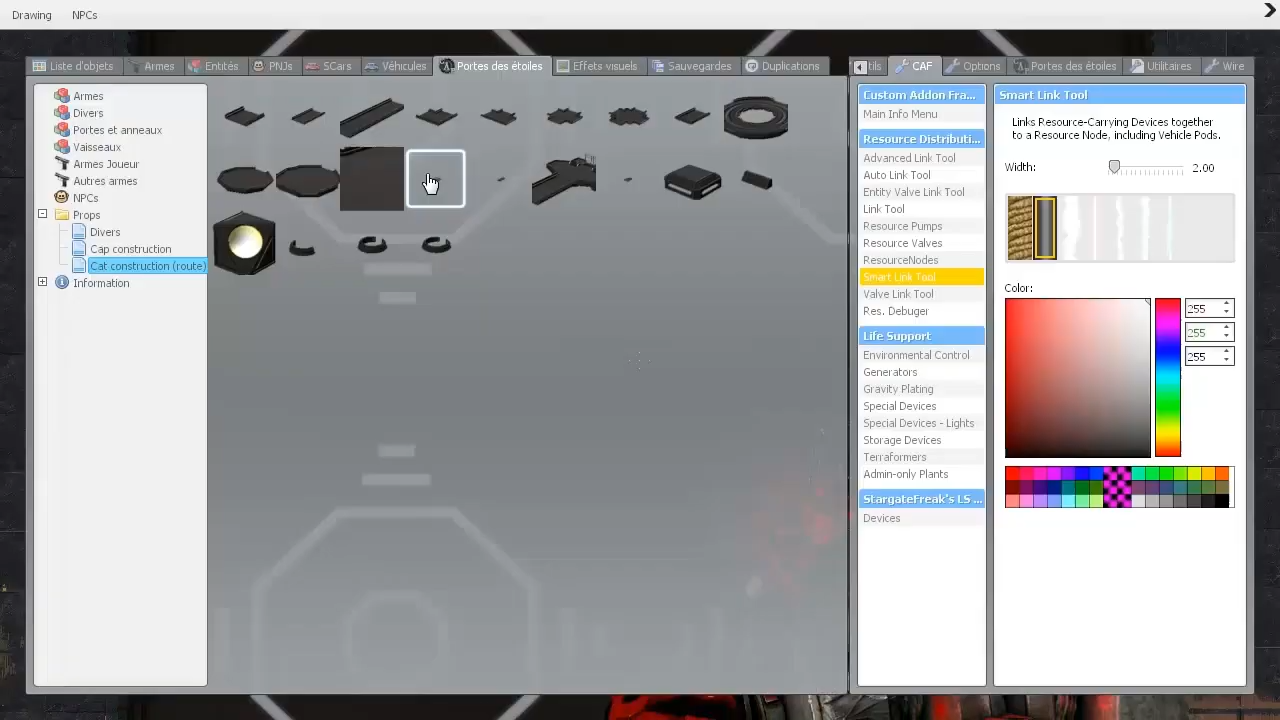 Drawing NPCs
Liste d'objets Armes Entités PNJs SCars Véhicules Portes des étoiles Effets visuels Sauvegardes Duplications
tils CAF Options Portes des étoiles Utilitaires Wire
Armes
Divers
Portes et anneaux
Vaisseaux
Armes Joueur
Autres armes
NPCs
Props
Divers
Cap construction
Cat construction (route)
Information
Custom Addon Fra...
Main Info Menu
Resource Distributi...
Advanced Link Tool
Auto Link Tool
Entity Valve Link Tool
Link Tool
Resource Pumps
Resource Valves
ResourceNodes
Smart Link Tool
Valve Link Tool
Res. Debuger
Life Support
Environmental Control
Generators
Gravity Plating
Special Devices
Special Devices - Lights
Storage Devices
Terraformers
Admin-only Plants
StargateFreak's LS ...
Devices
Smart Link Tool
Links Resource-Carrying Devices together
to a Resource Node, including Vehicle Pods.
Width: 2.00
Color:
255
255
255